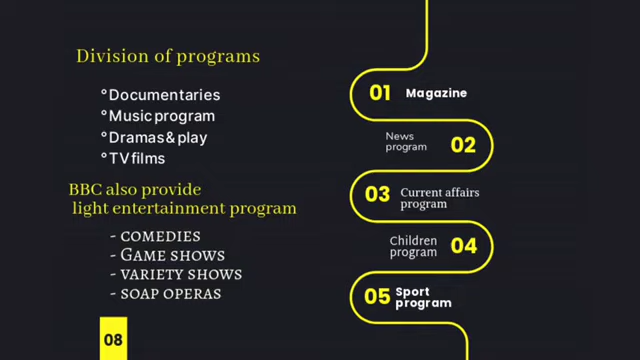 Division of programs
°Documentaries
°Music program
°Dramas & play
°TV films
BBC also provide
light entertainment program
- COMEDIES
- GAME SHOWS
- VARIETY SHOWS
- SOAP OPERAS
08
01 Magazine
News
program 02
03 Current affairs
program
Children
program 04
05 Sport
program